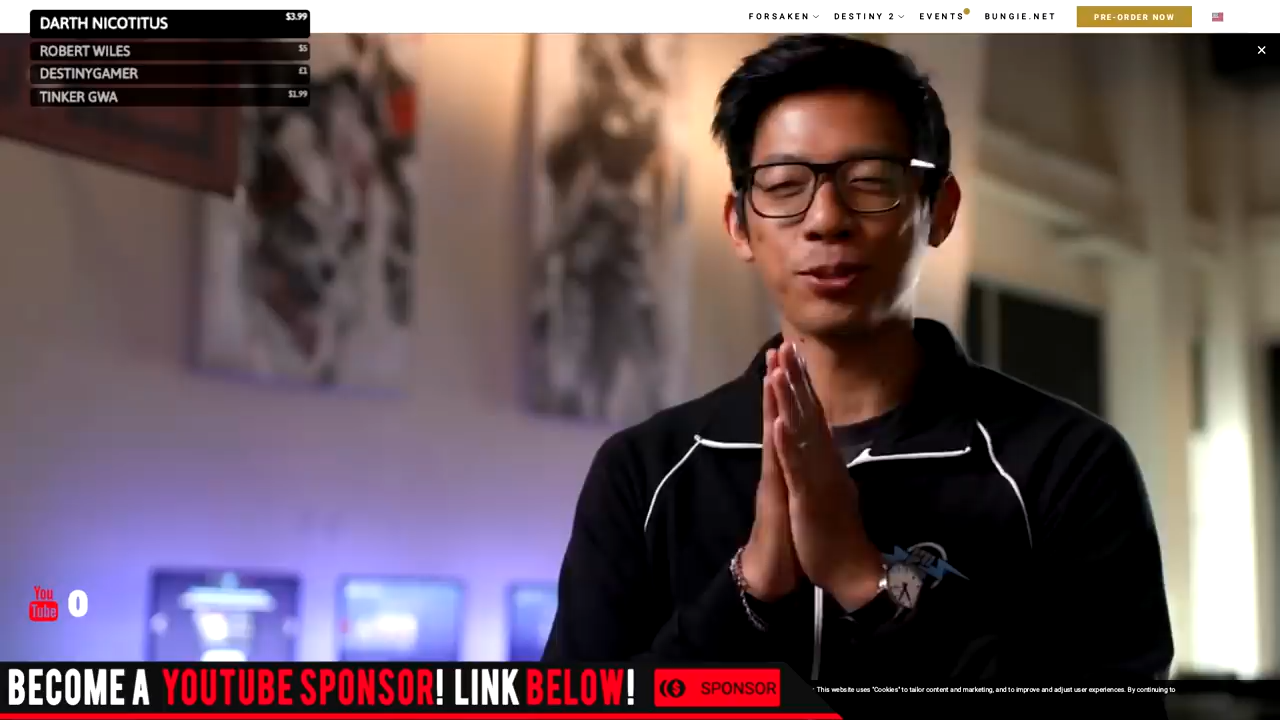 DARTH NICOTITUS $3.99
ROBERT WILES $5
DESTINYGAMER £1
TINKER GWA $1.99
FORSAKEN DESTINY 2 EVENTS BUNGIE.NET PRE-ORDER NOW
You
Tube 0
BECOME A YOUTUBE SPONSOR! LINK BELOW! SPONSOR
This website uses "Cookies" to tailor content and marketing, and to improve and adjust user experiences. By continuing to